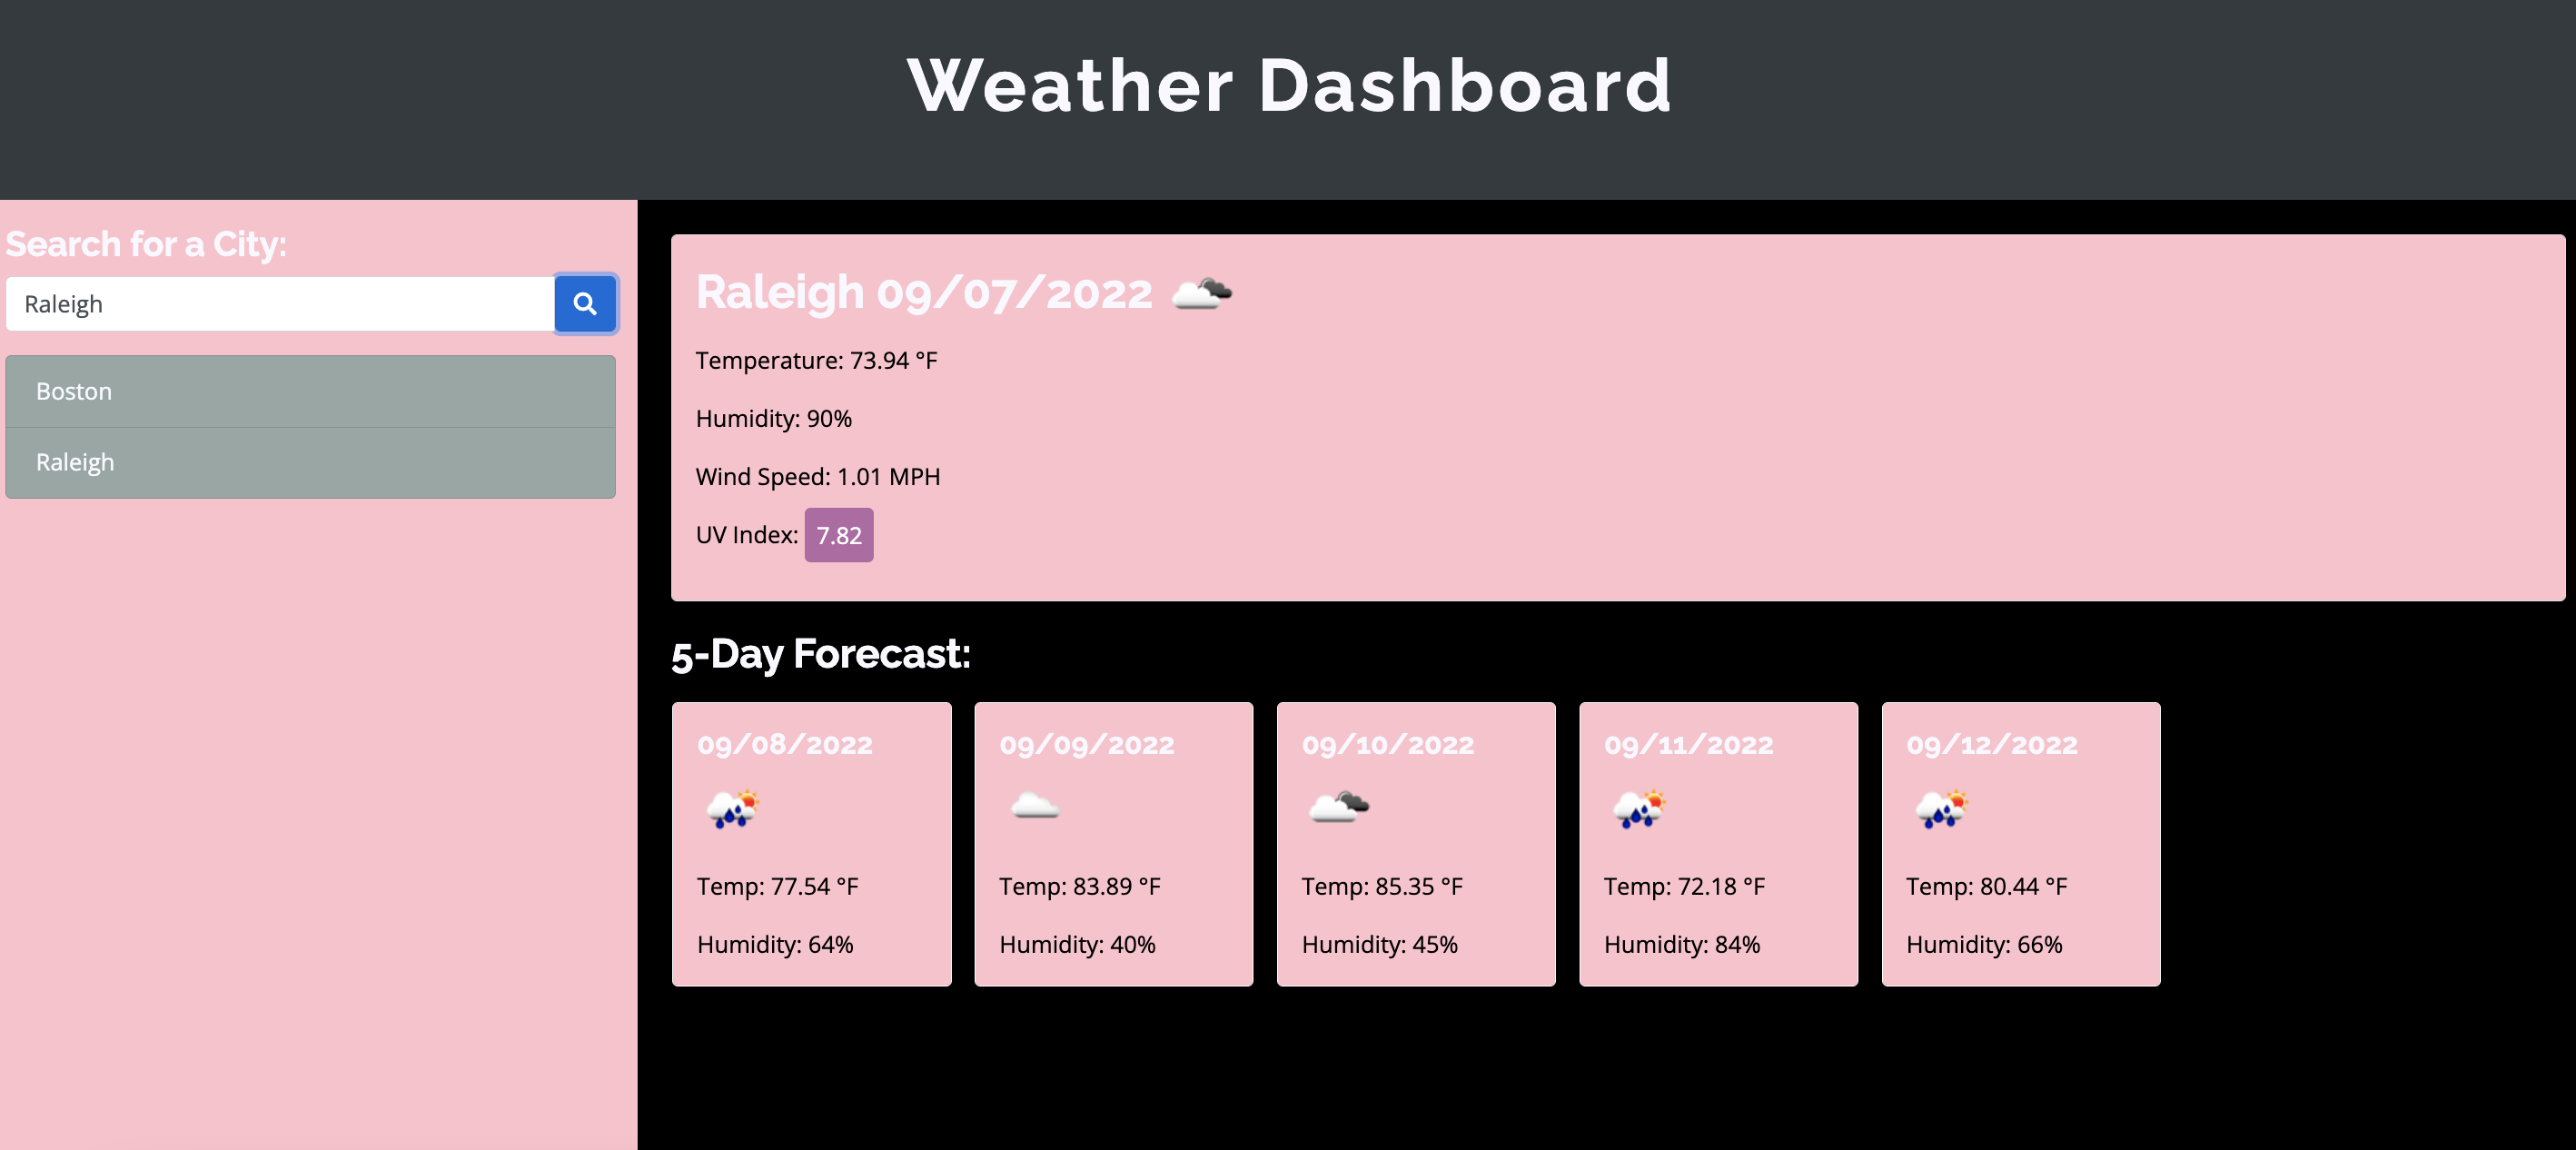 Weather Dashboard
Search for a City:
Raleigh
Boston
Raleigh
Raleigh 09/07/2022
Temperature: 73.94 °F
Humidity: 90%
Wind Speed: 1.01 MPH
UV Index: 7.82
5-Day Forecast:
09/08/2022
Temp: 77.54 °F
Humidity: 64%
09/09/2022
Temp: 83.89 °F
Humidity: 40%
09/10/2022
Temp: 85.35 °F
Humidity: 45%
09/11/2022
Temp: 72.18 °F
Humidity: 84%
09/12/2022
Temp: 80.44 °F
Humidity: 66%